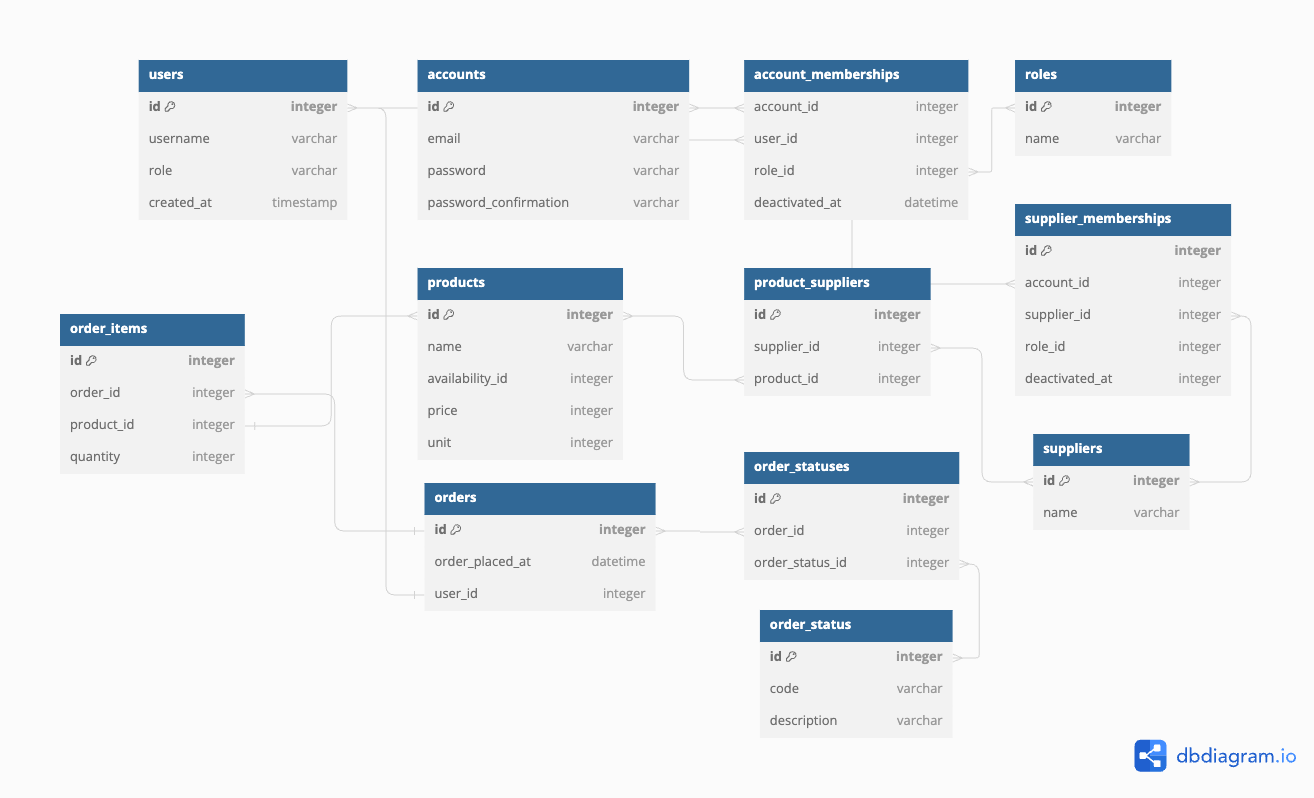 users
id integer
username varchar
role varchar
created_at timestamp
accounts
id integer
email varchar
password varchar
password_confirmation varchar
account_memberships
account_id integer
user_id integer
role_id integer
deactivated_at datetime
roles
id integer
name varchar
supplier_memberships
id integer
account_id integer
supplier_id integer
role_id integer
deactivated_at integer
products
id integer
name varchar
availability_id integer
price integer
unit integer
product_suppliers
id integer
supplier_id integer
product_id integer
order_items
id integer
order_id integer
product_id integer
quantity integer
suppliers
id integer
name varchar
order_statuses
id integer
order_id integer
order_status_id integer
orders
id integer
order_placed_at datetime
user_id integer
order_status
id integer
code varchar
description varchar
dbdiagram.io